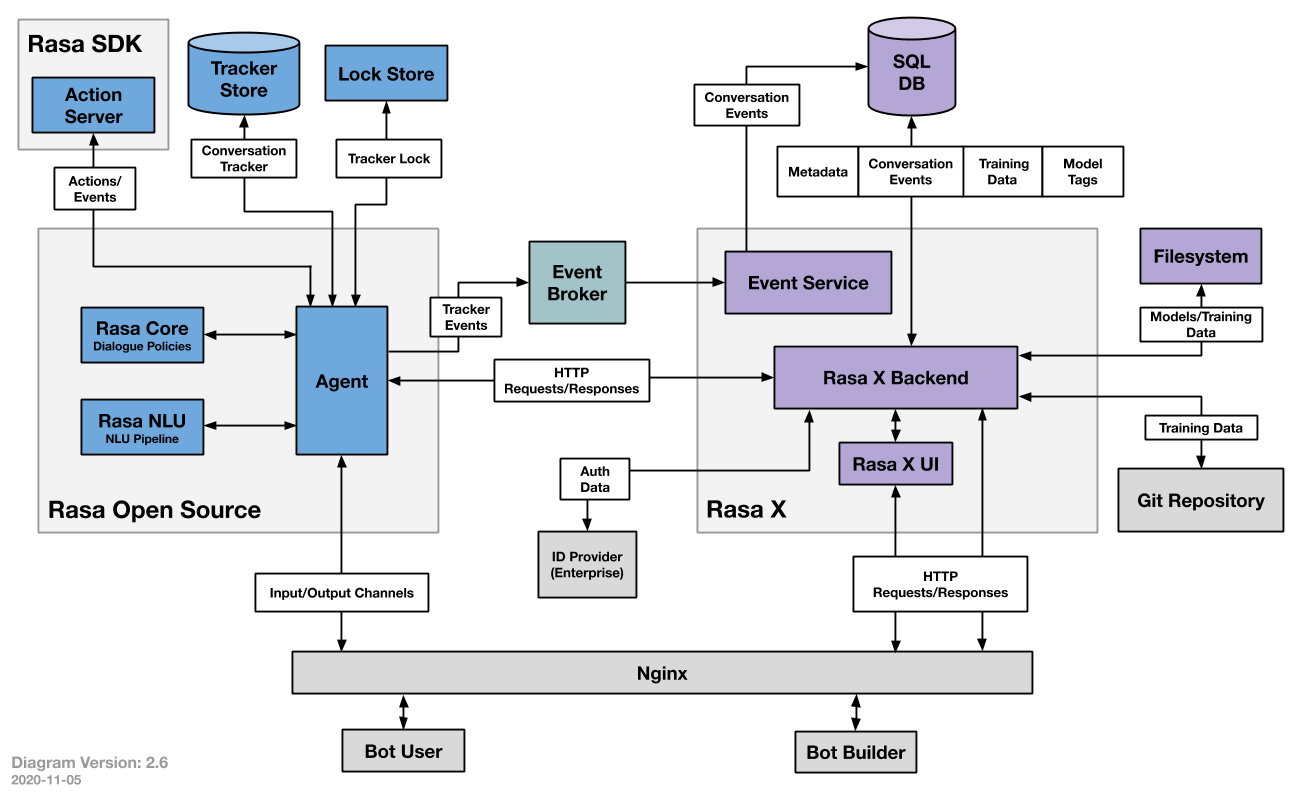 Rasa SDK
Action
Server
Tracker
Store
Lock Store
SQL
DB
Conversation
Events
Conversation
Tracker
Tracker Lock
Actions/
Events
Metadata
Conversation
Events
Training
Data
Model
Tags
Event
Broker
Event Service
Filesystem
Tracker
Events
Models/Training
Data
Rasa Core
Dialogue Policies
Agent
HTTP
Requests/Responses
Rasa X Backend
Rasa NLU
NLU Pipeline
Training Data
Rasa X UI
Auth
Data
Git Repository
Rasa Open Source
Rasa X
ID Provider
(Enterprise)
Input/Output Channels
HTTP
Requests/Responses
Nginx
Bot User
Bot Builder
Diagram Version: 2.6
2020-11-05